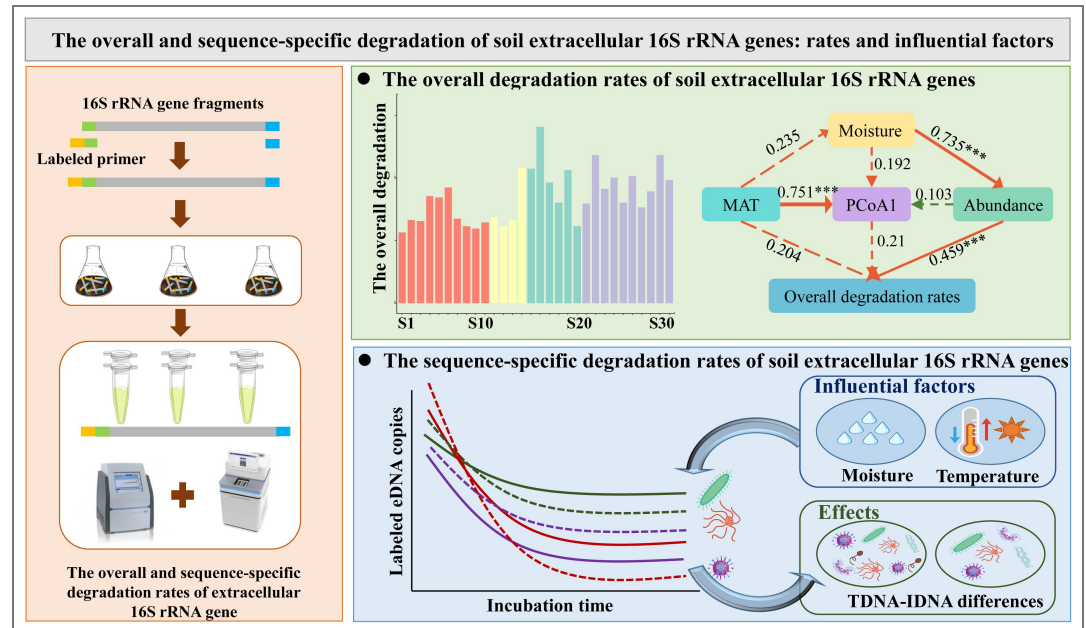 The overall and sequence-specific degradation of soil extracellular 16S rRNA genes: rates and influential factors
16S rRNA gene fragments
Labeled primer
The overall and sequence-specific
degradation rates of extracellular
16S rRNA gene
● The overall degradation rates of soil extracellular 16S rRNA genes
The overall degradation
S1
S10
S20
S30
Moisture
0.235
0.735***
0.192
MAT
0.751***
PCoA1
0.103
Abundance
0.204
0.21
0.459***
Overall degradation rates
● The sequence-specific degradation rates of soil extracellular 16S rRNA genes
Labeled eDNA copies
Incubation time
Influential factors
Moisture
Temperature
Effects
TDNA-IDNA differences